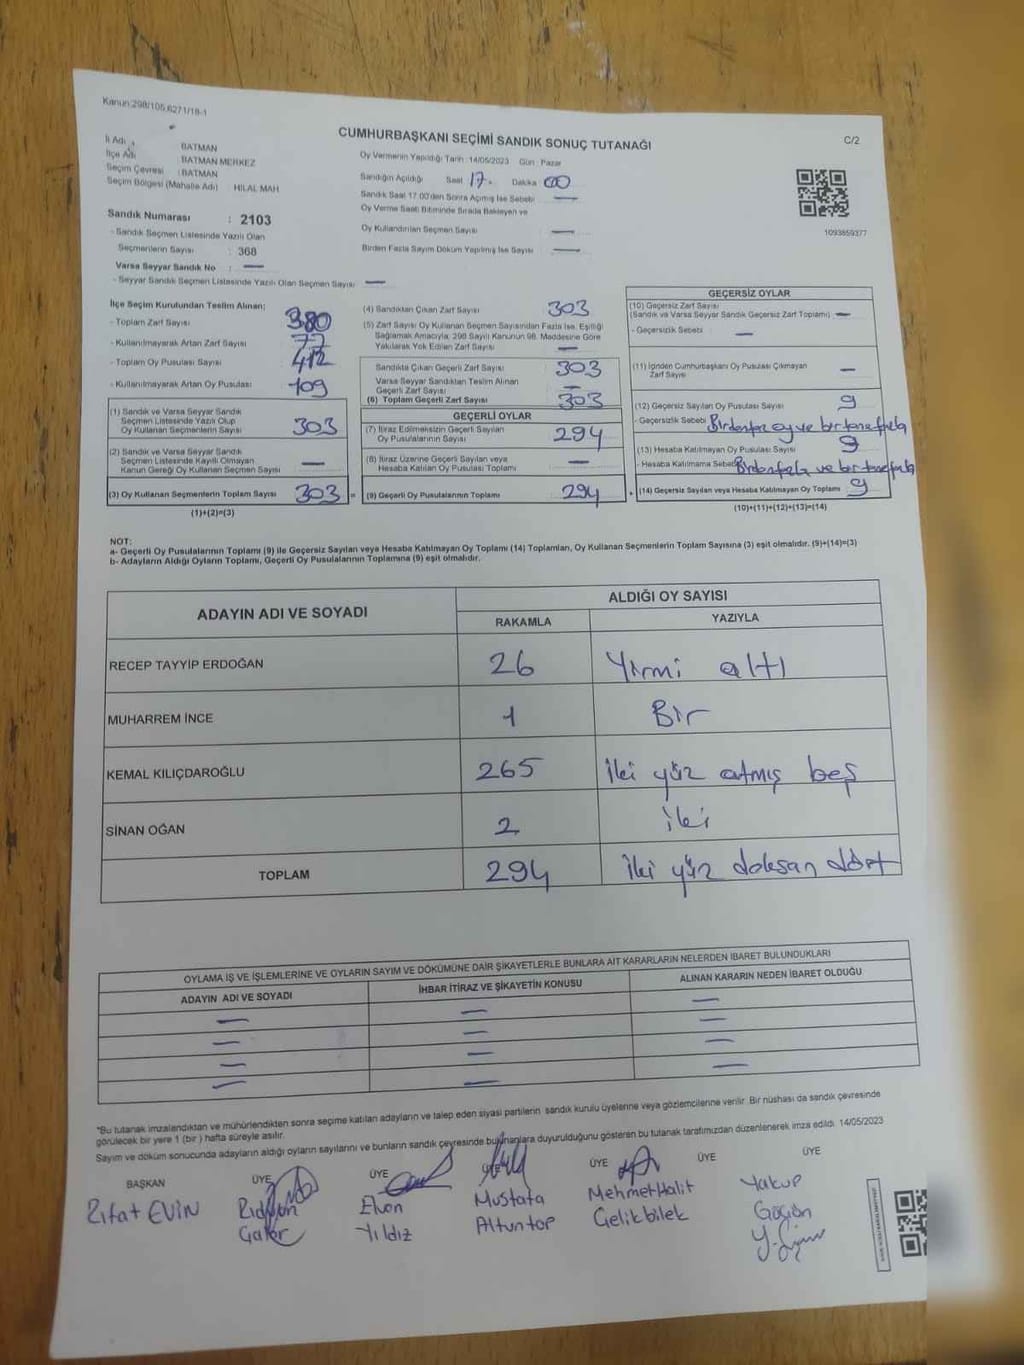 Kanun:298/105,6271/18-1
CUMHURBAŞKANI SEÇİMİ SANDIK SONUÇ TUTANAĞI
C/2
İl Adı : BATMAN
İlçe Adı : BATMAN MERKEZ
Seçim Çevresi : BATMAN
Seçim Bölgesi (Mahalle Adı) HİLAL MAH
Sandık Numarası : 2103
- Sandık Seçmen Listesinde Yazılı Olan
Seçmenlerin Sayısı : 368
Varsa Seyyar Sandık No : —
- Seyyar Sandık Seçmen Listesinde Yazılı Olan Seçmen Sayısı —
Oy Vermenin Yapıldığı Tarih :14/05/2023 Gün : Pazar
Sandığın Açıldığı Saat 17 Dakika 00
Sandık Saat 17.00'den Sonra Açılmış İse Sebebi —
Oy Verme Saati Bitiminde Sırada Bekleyen ve
Oy Kullandırılan Seçmen Sayısı —
Birden Fazla Sayım Döküm Yapılmış İse Sayısı —
1093859377
İlçe Seçim Kurulundan Teslim Alınan;
- Toplam Zarf Sayısı 380
- Kullanılmayarak Artan Zarf Sayısı 77
- Toplam Oy Pusulası Sayısı 412
- Kullanılmayarak Artan Oy Pusulası 109
(1) Sandık ve Varsa Seyyar Sandık
Seçmen Listesinde Yazılı Olup
Oy Kullanan Seçmenlerin Sayısı 303
(2) Sandık ve Varsa Seyyar Sandık
Seçmen Listesinde Kayıtlı Olmayan
Kanun Gereği Oy Kullanan Seçmen Sayısı —
(3) Oy Kullanan Seçmenlerin Toplam Sayısı 303 =
(1)+(2)=(3)
(4) Sandıktan Çıkan Zarf Sayısı 303
(5) Zarf Sayısı Oy Kullanan Seçmen Sayısından Fazla İse, Eşitliği
Sağlamak Amacıyla, 298 Sayılı Kanunun 98. Maddesine Göre
Yakılarak Yok Edilen Zarf Sayısı —
Sandıkta Çıkan Geçerli Zarf Sayısı 303
Varsa Seyyar Sandıktan Teslim Alınan
Geçerli Zarf Sayısı —
(6) Toplam Geçerli Zarf Sayısı 303
GEÇERLİ OYLAR
(7) İtiraz Edilmeksizin Geçerli Sayılan
Oy Pusulalarının Sayısı 294
(8) İtiraz Üzerine Geçerli Sayılan veya
Hesaba Katılan Oy Pusulası Toplamı —
(9) Geçerli Oy Pusulalarının Toplamı 294 +
GEÇERSİZ OYLAR
(10) Geçersiz Zarf Sayısı
(Sandık ve Varsa Seyyar Sandık Geçersiz Zarf Toplamı) —
- Geçersizlik Sebebi —
(11) İçinden Cumhurbaşkanı Oy Pusulası Çıkmayan
Zarf Sayısı —
(12) Geçersiz Sayılan Oy Pusulası Sayısı 9
- Geçersizlik Sebebi oy ve bir tane fazla
(13) Hesaba Katılmayan Oy Pusulası Sayısı 9
- Hesaba Katılmama Sebebi Birden fazla ve bir tane fazla
(14) Geçersiz Sayılan veya Hesaba Katılmayan Oy Toplamı 9
(10)+(11)+(12)+(13)=(14)
NOT:
a- Geçerli Oy Pusulalarının Toplamı (9) ile Geçersiz Sayılan veya Hesaba Katılmayan Oy Toplamı (14) Toplamları, Oy Kullanan Seçmenlerin Toplam Sayısına (3) eşit olmalıdır. (9)+(14)=(3)
b- Adayların Aldığı Oyların Toplamı, Geçerli Oy Pusulalarının Toplamına (9) eşit olmalıdır.
ADAYIN ADI VE SOYADI ALDIĞI OY SAYISI
RAKAMLA YAZIYLA
RECEP TAYYİP ERDOĞAN 26 Yirmi altı
MUHARREM İNCE 1 Bir
KEMAL KILIÇDAROĞLU 265 iki yüz atmış beş
SİNAN OĞAN 2 iki
TOPLAM 294 iki yüz doksan dört
OYLAMA İŞ VE İŞLEMLERİNE VE OYLARIN SAYIM VE DÖKÜMÜNE DAİR ŞİKAYETLERLE BUNLARA AİT KARARLARIN NELERDEN İBARET BULUNDUKLARI
ADAYIN ADI VE SOYADI İHBAR İTİRAZ VE ŞİKAYETİN KONUSU ALINAN KARARIN NEDEN İBARET OLDUĞU
— — —
— — —
— — —
— — —
*Bu tutanak imzalandıktan ve mühürlendikten sonra seçime katılan adayların ve talep eden siyasi partilerin sandık kurulu üyelerine veya gözlemcilerine verilir. Bir nüshası da sandık çevresinde
görülecek bir yere 1 (bir ) hafta süreyle asılır.
Sayım ve döküm sonucunda adayların aldığı oyların sayılarını ve bunların sandık çevresinde bulunanlara duyurulduğunu gösteren bu tutanak tarafımızdan düzenlenerek imza edildi. 14/05/2023
BAŞKAN ÜYE ÜYE ÜYE ÜYE ÜYE ÜYE
Rıfat EVİN Elvan Yıldız Mustafa Altuntop Mehmet Halit Gelikbilek Yakup